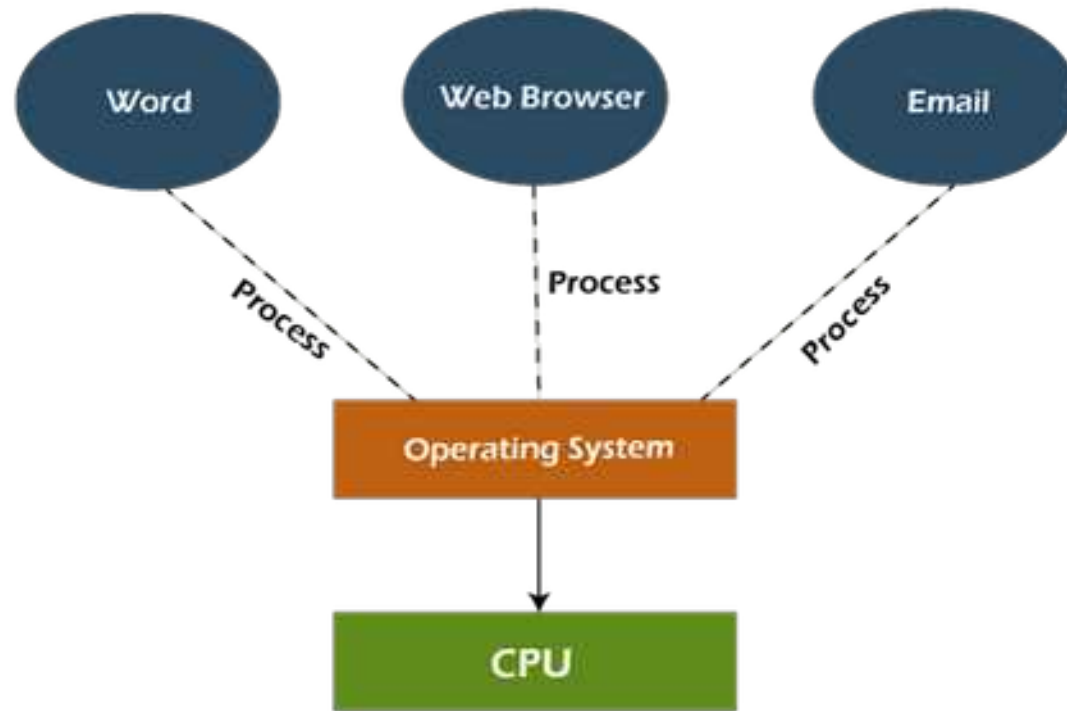 Word
Web Browser
Email
Process
Process
Process
Operating System
CPU